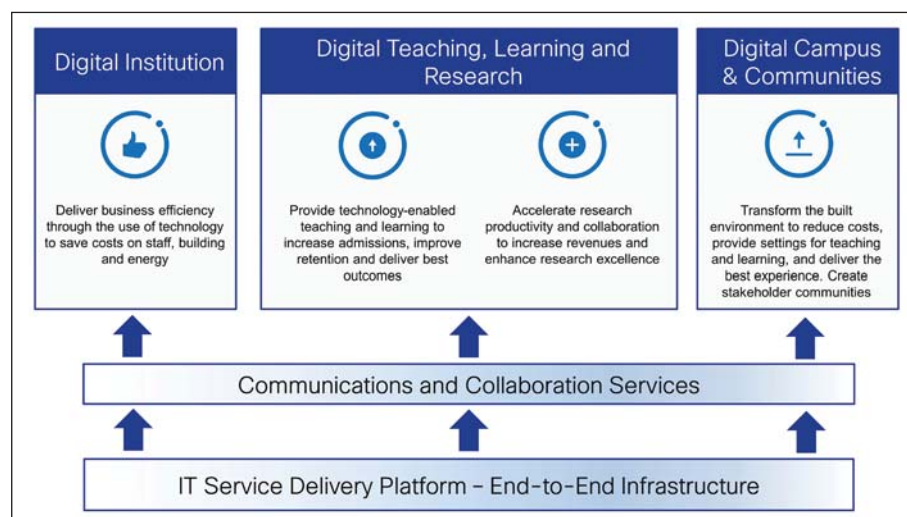 Digital Institution
Deliver business efficiency
through the use of technology
to save costs on staff, building
and energy
Digital Teaching, Learning and
Research
Provide technology-enabled
teaching and learning to
increase admissions, improve
retention and deliver best
outcomes
Accelerate research
productivity and collaboration
to increase revenues and
enhance research excellence
Digital Campus
& Communities
Transform the built
environment to reduce costs,
provide settings for teaching
and learning, and deliver the
best experience. Create
stakeholder communities
Communications and Collaboration Services
IT Service Delivery Platform – End-to-End Infrastructure